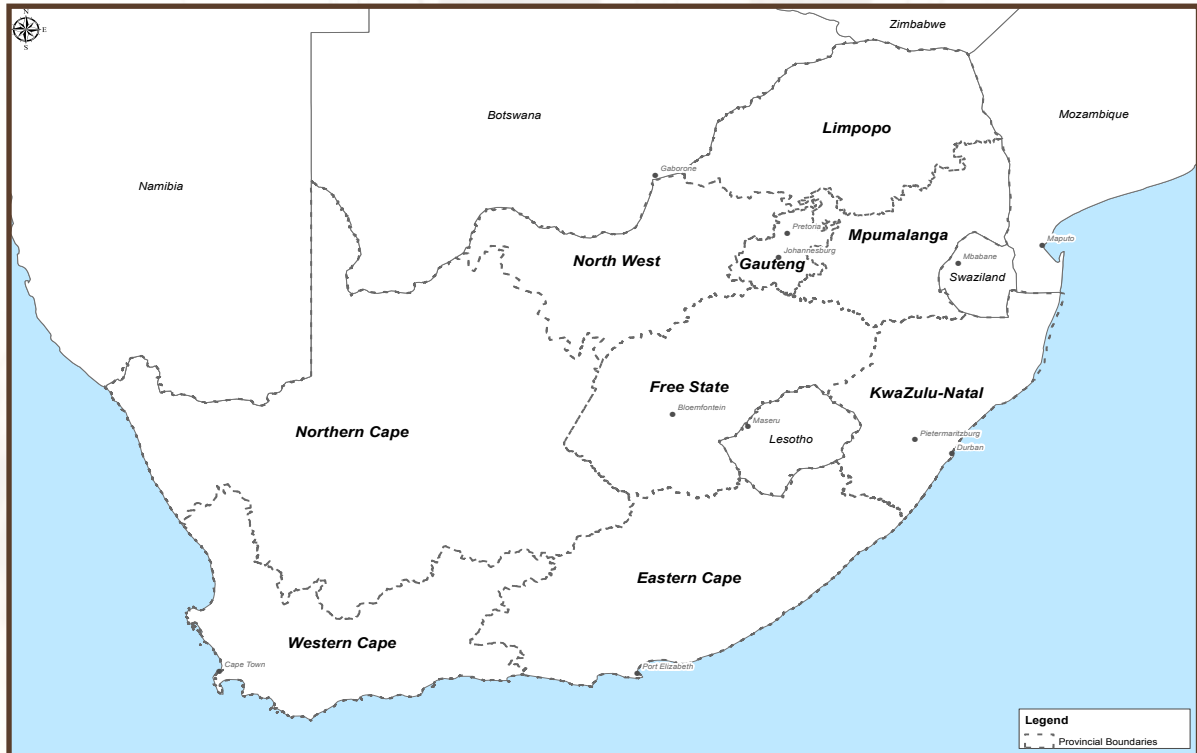 Zimbabwe
N
E
S
Mozambique
Botswana
Limpopo
Gaborone
Namibia
Pretoria
Mpumalanga
Maputo
Johannesburg
North West
Gauteng
Mbabane
Swaziland
Free State
KwaZulu-Natal
Bloemfontein
Maseru
Northern Cape
Pietermaritzburg
Lesotho
Durban
Eastern Cape
Western Cape
Cape Town
Port Elizabeth
Legend
Provincial Boundaries